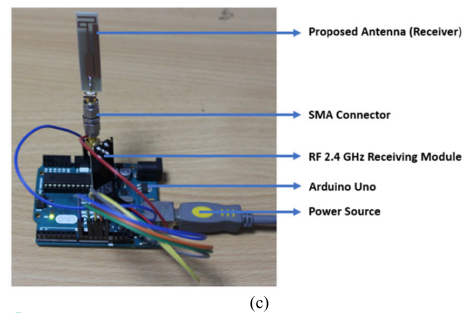 Proposed Antenna (Receiver)
SMA Connector
RF 2.4 GHz Receiving Module
Arduino Uno
Power Source
(c)